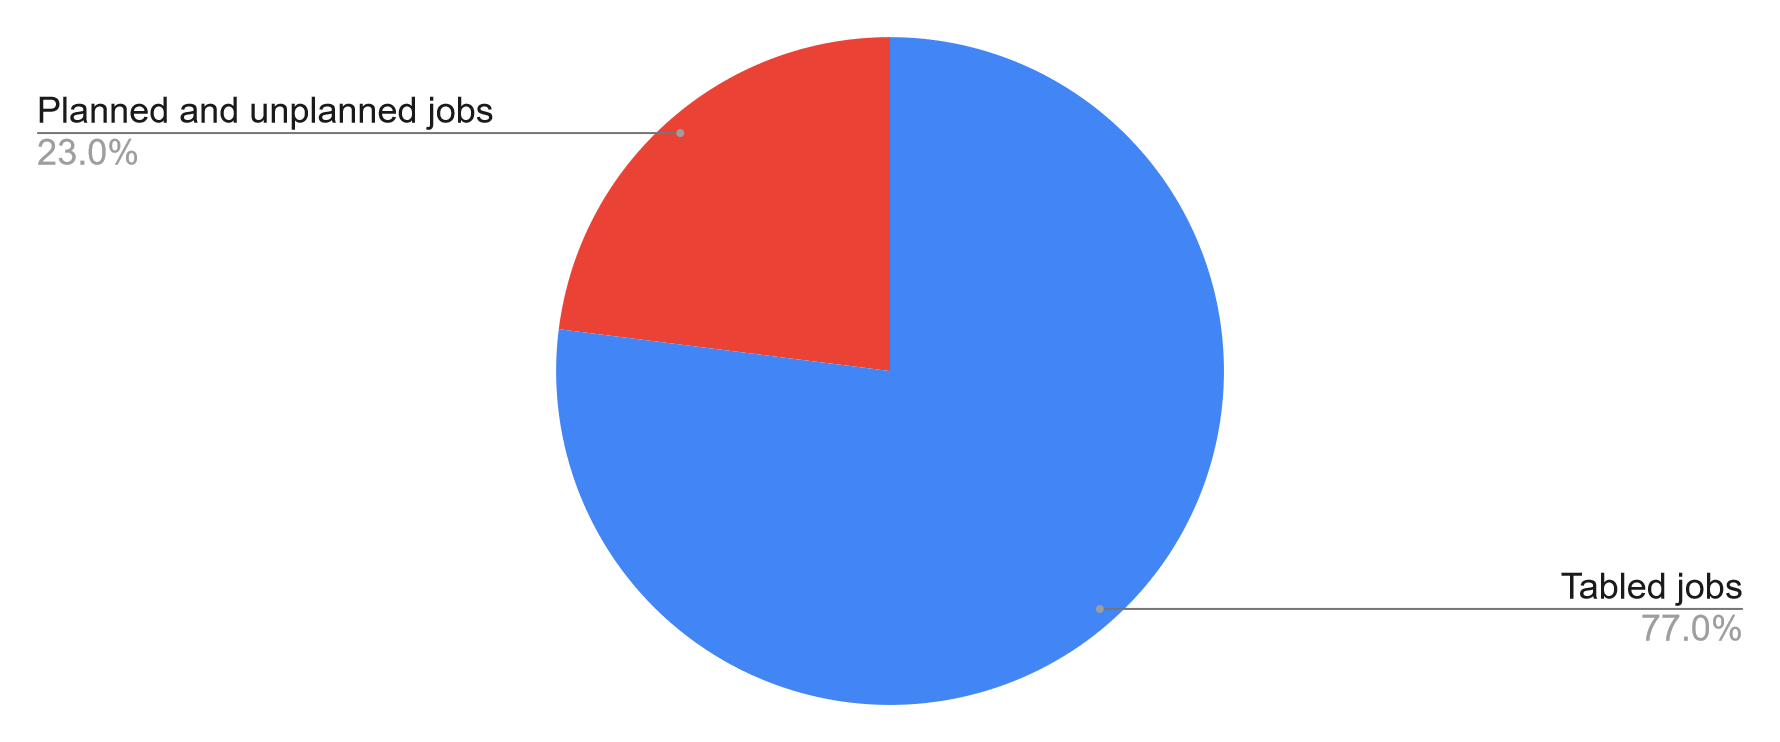 Planned and unplanned jobs
23.0%
Tabled jobs
77.0%